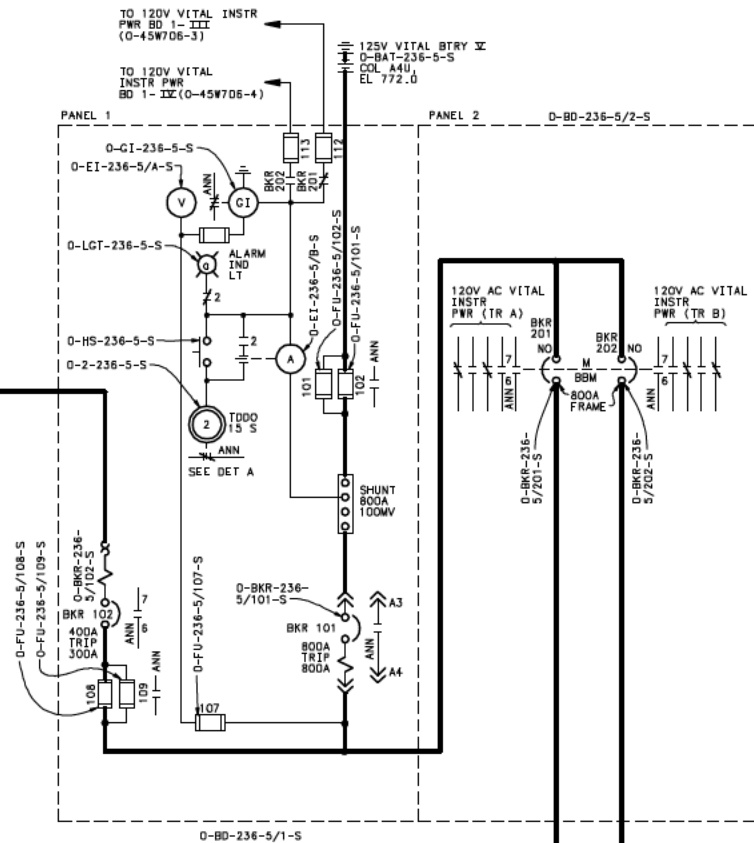 TO 120V VITAL INSTR
PWR BD 1- III
(0-45W706-3)
125V VITAL BTRY V
0-BAT-236-5-S
COL A4U,
EL 772.0
TO 120V VITAL
INSTR PWR
BD 1- IV (0-45W706-4)
PANEL 1
PANEL 2
0-BD-236-5/2-S
0-GI-236-5-S
0-EI-236-5/A-S
113
112
BKR
202
BKR
201
V
ANN
GI
0-LGT-236-5-S
a
ALARM
IND
LT
2
0-EI-236-5/B-S
0-FU-236-5/102-S
0-FU-236-5/101-S
120V AC VITAL
INSTR
PWR (TR A)
120V AC VITAL
INSTR
PWR (TR B)
0-HS-236-5-S
2
A
ANN
BKR
201
NO
BKR
202
NO
7
6
ANN
M
BBM
7
6
ANN
0-2-236-5-S
101
102
800A
FRAME
2
TDDO
15 S
ANN
SEE DET A
0-BKR-236-
5/201-S
0-BKR-236-
5/202-S
SHUNT
800A
100MV
0-FU-236-5/108-S
0-FU-236-5/109-S
0-BKR-236-
5/102-S
0-FU-236-5/107-S
0-BKR-236-
5/101-S
A3
BKR 102
7
6
ANN
BKR 101
ANN
400A
TRIP
300A
800A
TRIP
800A
A4
ANN
108
109
107
0-BD-236-5/1-S